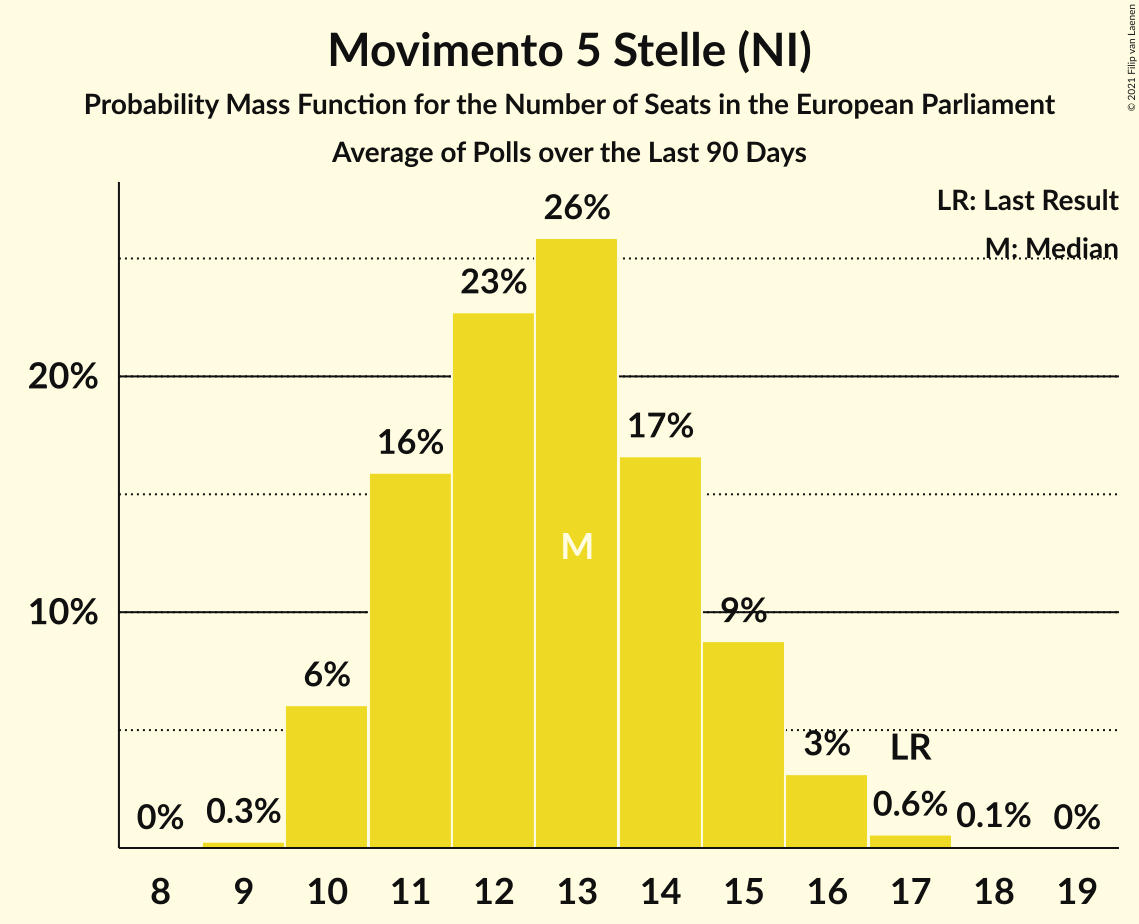 Movimento 5 Stelle (NI)
Probability Mass Function for the Number of Seats in the European Parliament
Average of Polls over the Last 90 Days
© 2021 Filip van Laenen
LR: Last Result
M: Median
26%
23%
20%
17%
16%
M
10%
9%
6%
3%
LR
0%
0.3%
0.6%
0.1%
0%
8 9 10 11 12 13 14 15 16 17 18 19